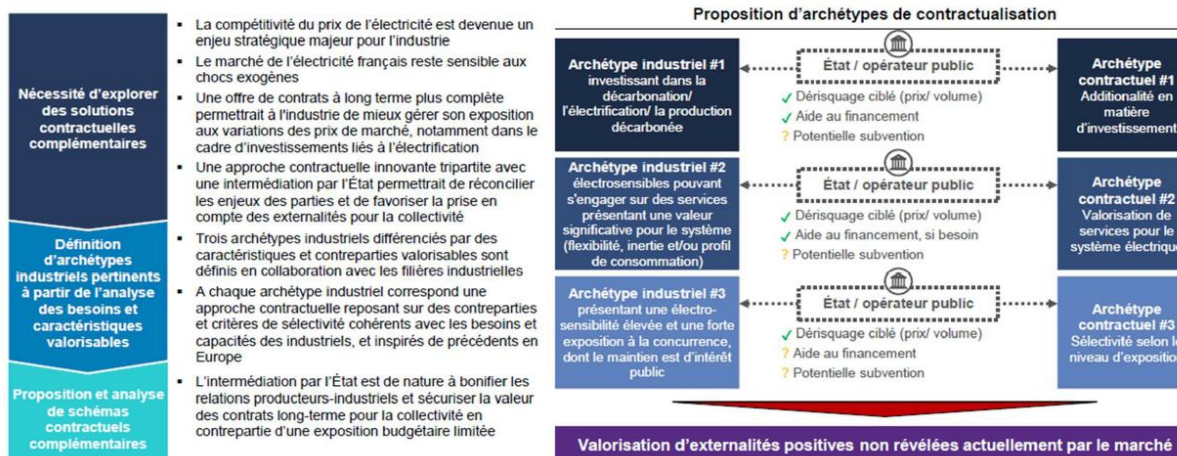 Nécessité d'explorer
des solutions
contractuelles
complémentaires
▪ La compétitivité du prix de l'électricité est devenue un
enjeu stratégique majeur pour l'industrie
▪ Le marché de l'électricité français reste sensible aux
chocs exogènes
▪ Une offre de contrats à long terme plus complète
permettrait à l'industrie de mieux gérer son exposition
aux variations des prix de marché, notamment dans le
cadre d'investissements liés à l'électrification
▪ Une approche contractuelle innovante tripartite avec
une intermédiation par l'État permettrait de réconcilier
les enjeux des parties et de favoriser la prise en
compte des externalités pour la collectivité
Définition
d'archétypes
industriels pertinents
à partir de l'analyse
des besoins et
caractéristiques
valorisables
▪ Trois archétypes industriels différenciés par des
caractéristiques et contreparties valorisables sont
définis en collaboration avec les filières industrielles
▪ A chaque archétype industriel correspond une
approche contractuelle reposant sur des contreparties
et critères de sélectivité cohérents avec les besoins et
capacités des industriels, et inspirés de précédents en
Europe
Proposition et analyse
de schémas
contractuels
complémentaires
▪ L'intermédiation par l'État est de nature à bonifier les
relations producteurs-industriels et sécuriser la valeur
des contrats long-terme pour la collectivité en
contrepartie d'une exposition budgétaire limitée
Proposition d'archétypes de contractualisation
Archétype industriel #1
investissant dans la
décarbonation/
l'électrification/ la production
décarbonée
État / opérateur public
✓ Dérisquage ciblé (prix/ volume)
✓ Aide au financement
? Potentielle subvention
Archétype
contractuel #1
Additionalité en
matière
d'investissement
Archétype industriel #2
électrosensibles pouvant
s'engager sur des services
présentant une valeur
significative pour le système
(flexibilité, inertie et/ou profil
de consommation)
État / opérateur public
✓ Dérisquage ciblé (prix/ volume)
✓ Aide au financement, si besoin
? Potentielle subvention
Archétype
contractuel #2
Valorisation de
services pour le
système électrique
Archétype industriel #3
présentant une électro-
sensibilité élevée et une forte
exposition à la concurrence,
dont le maintien est d'intérêt
public
État / opérateur public
✓ Dérisquage ciblé (prix/ volume)
? Aide au financement
? Potentielle subvention
Archétype
contractuel #3
Sélectivité selon le
niveau d'exposition
Valorisation d'externalités positives non révélées actuellement par le marché